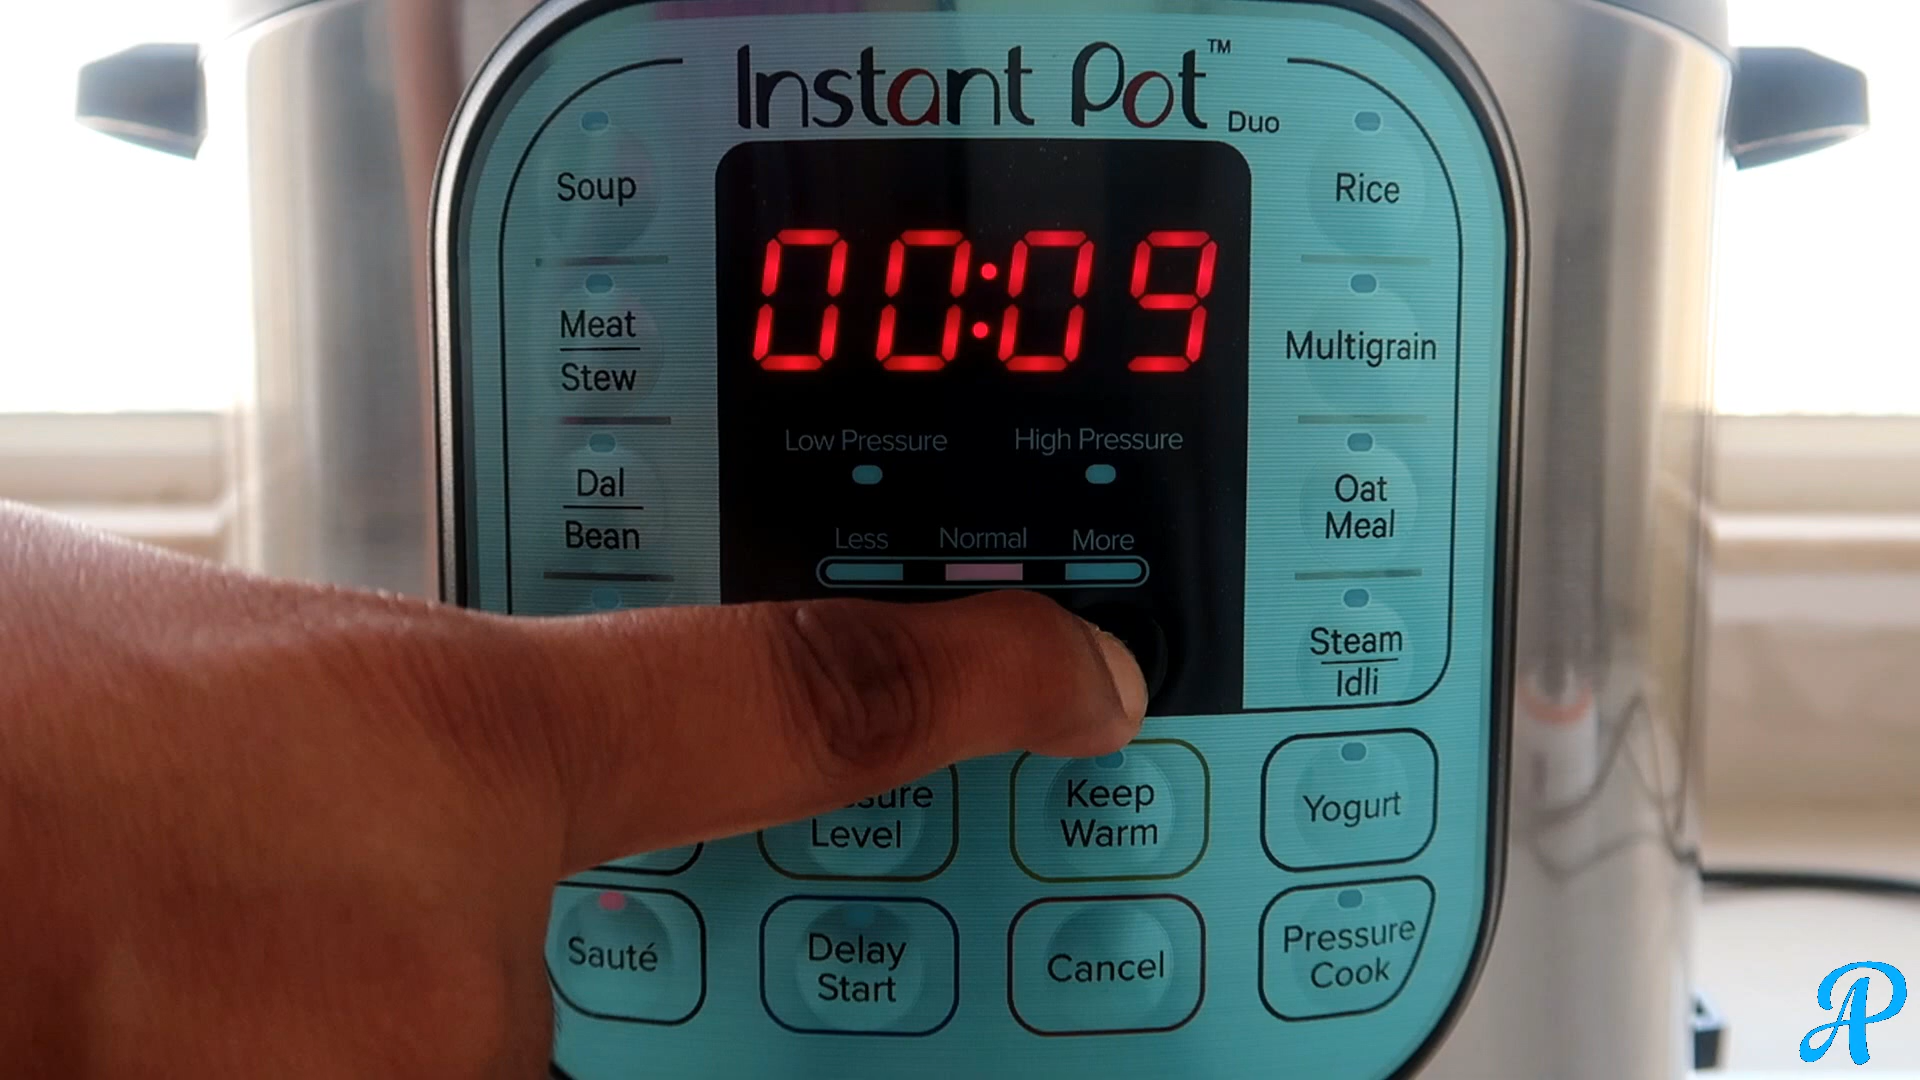 Instant Pot™
Duo
00:09
Soup
Meat
Stew
Dal
Bean
Low Pressure
High Pressure
Less
Normal
More
Rice
Multigrain
Oat
Meal
Steam
Idli
Level
Keep
Warm
Yogurt
Sauté
Delay
Start
Cancel
Pressure
Cook
AP